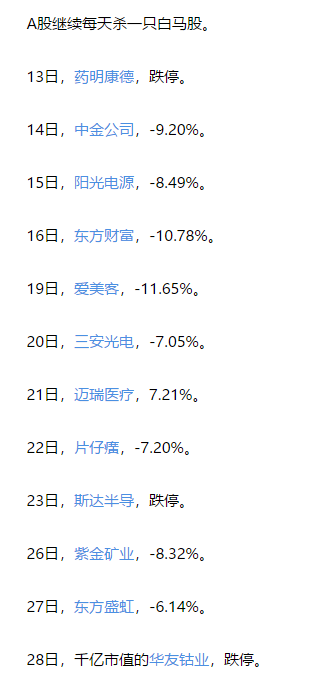 A股继续每天杀一只白马股。
13日，药明康德，跌停。
14日，中金公司，-9.20%。
15日，阳光电源，-8.49%。
16日，东方财富，-10.78%。
19日，爱美客，-11.65%。
20日，三安光电，-7.05%。
21日，迈瑞医疗，7.21%。
22日，片仔癀，-7.20%。
23日，斯达半导，跌停。
26日，紫金矿业，-8.32%。
27日，东方盛虹，-6.14%。
28日，千亿市值的华友钴业，跌停。